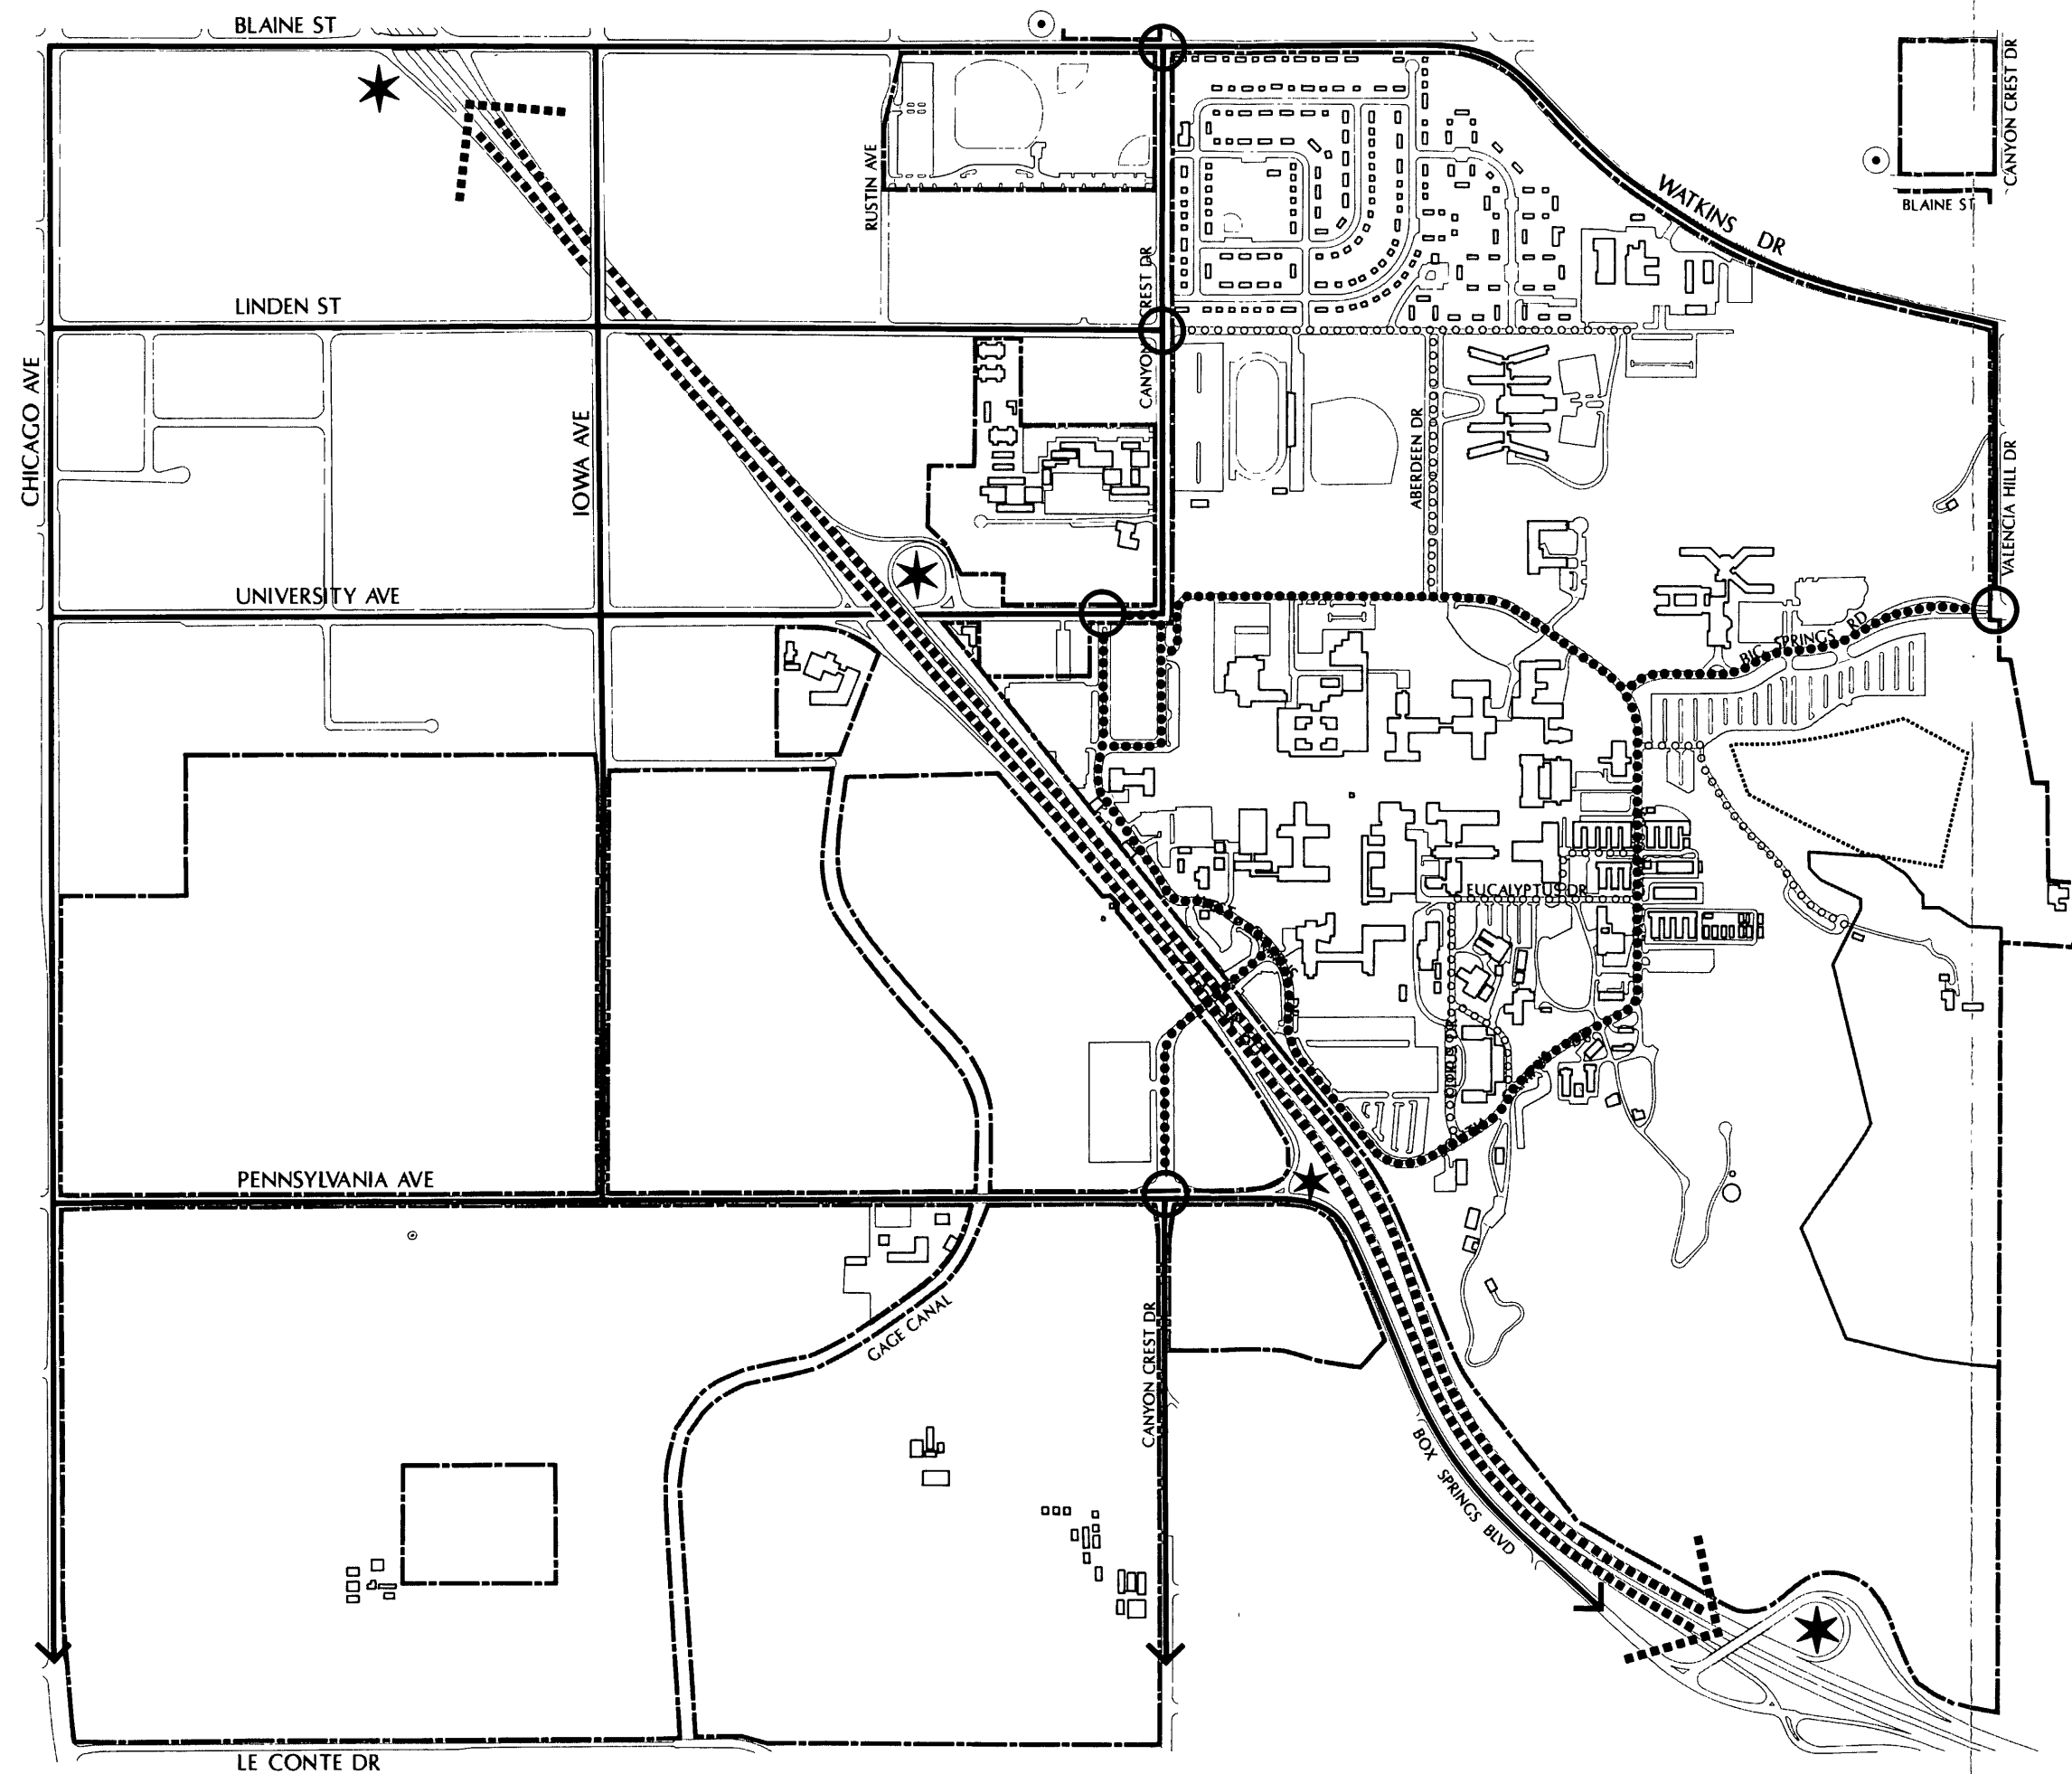 BLAINE ST
CANYON CREST DR
RUSTIN AVE
WATKINS DR
BLAINE ST
LINDEN ST
CANYON CREST DR
CHICAGO AVE
IOWA AVE
ABERDEEN DR
VALENCIA HILL DR
UNIVERSITY AVE
BIG SPRINGS RD
EUCALYPTUS DR
PENNSYLVANIA AVE
GAGE CANAL
CANYON CREST DR
BOX SPRINGS BLVD
LE CONTE DR